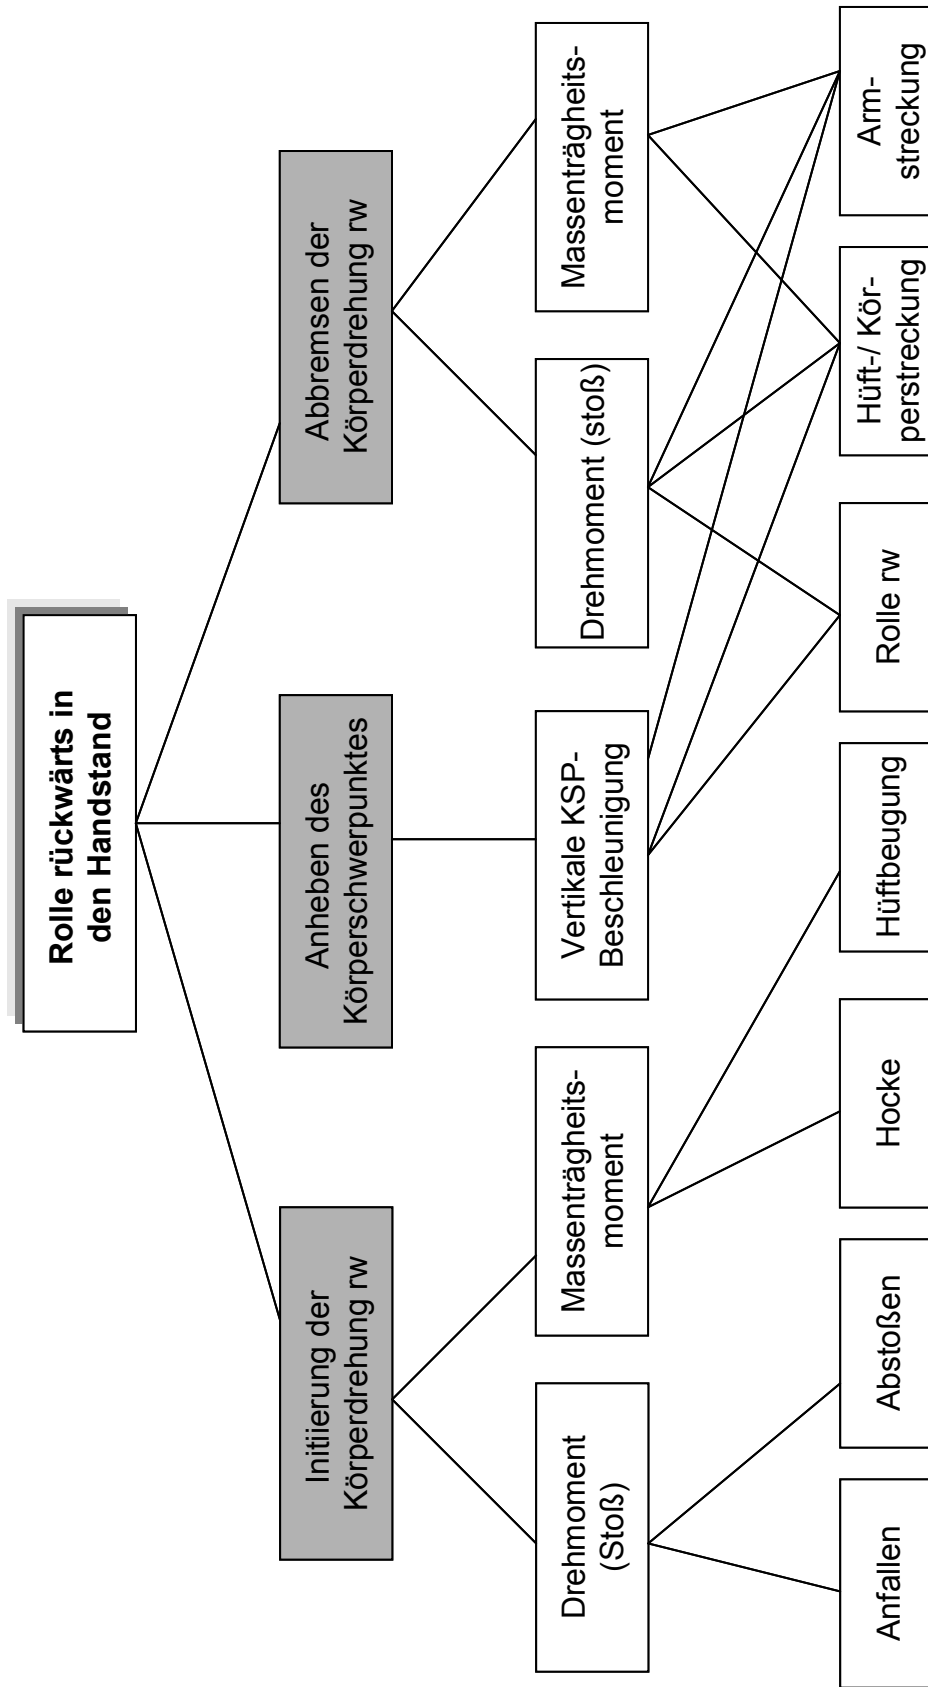 Rolle rückwärts in
den Handstand
Initiierung der
Körperdrehung rw
Anheben des
Körperschwerpunktes
Abbremsen der
Körperdrehung rw
Drehmoment
(Stoß)
Massenträgheits-
moment
Vertikale KSP-
Beschleunigung
Drehmoment (stoß)
Massenträgheits-
moment
Anfallen
Abstoßen
Hocke
Hüftbeugung
Rolle rw
Hüft-/ Kör-
perstreckung
Arm-
streckung